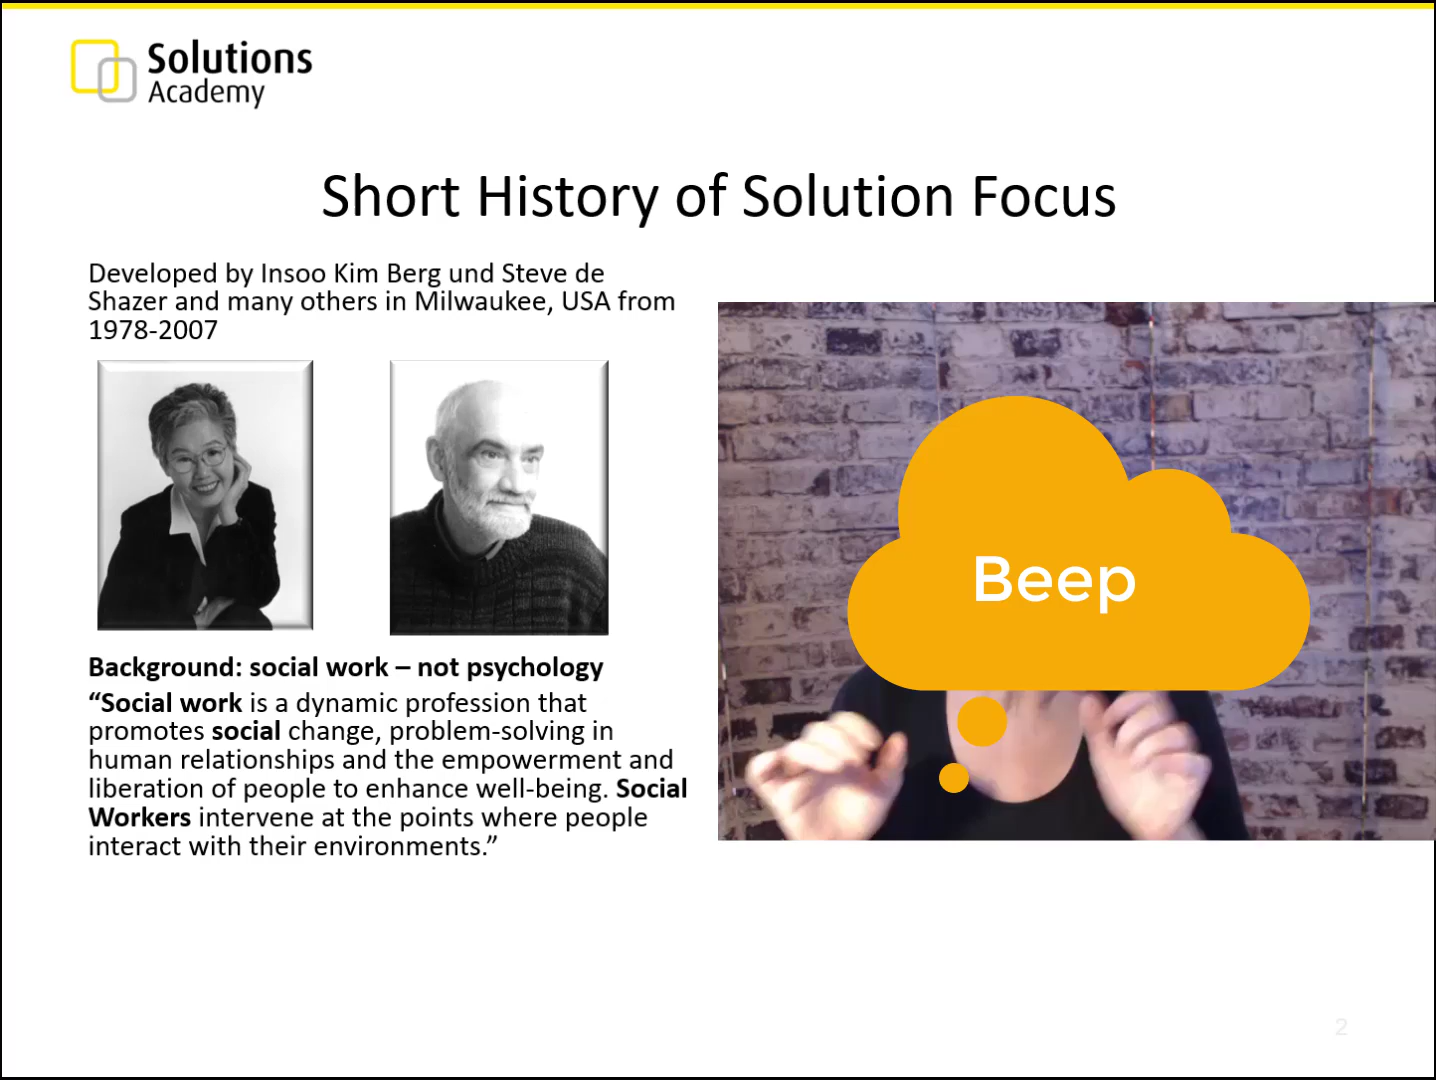 Solutions
Academy
Short History of Solution Focus
Developed by Insoo Kim Berg und Steve de
Shazer and many others in Milwaukee, USA from
1978-2007
Background: social work – not psychology
“Social work is a dynamic profession that
promotes social change, problem-solving in
human relationships and the empowerment and
liberation of people to enhance well-being. Social
Workers intervene at the points where people
interact with their environments.”
Beep
2